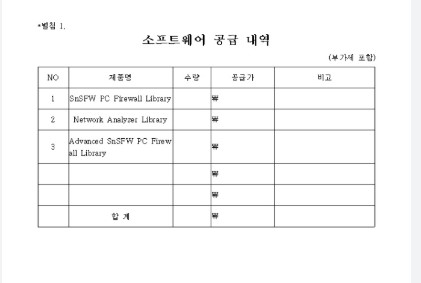 *별첨 1.
소프트웨어 공급 내역
(부가세 포함)
NO 제품명 수량 공급가 비고
1 SnSFW PC Firewall Library ₩
2 Network Analyzer Library ₩
3 Advanced SnSFW PC Firew
all Library ₩
₩
₩
합 계 ₩